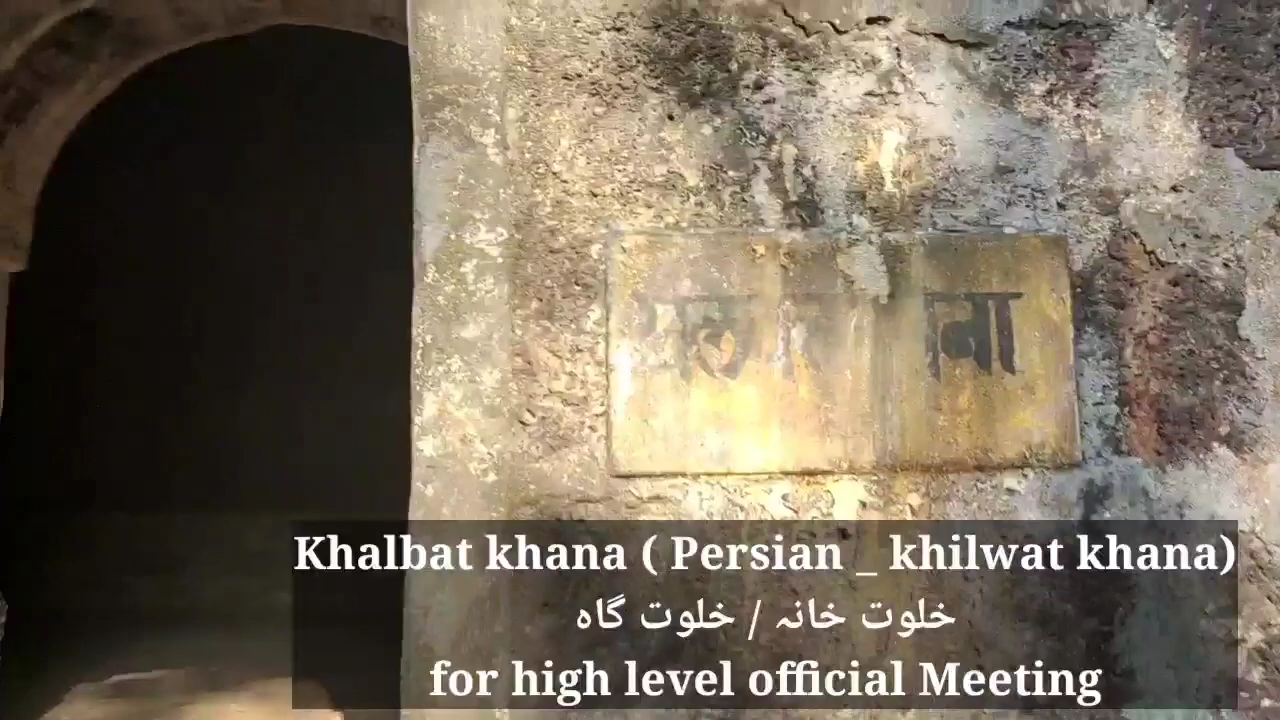 Khalbat khana ( Persian _ khilwat khana)
خلوت خانہ / خلوت گاہ
for high level official Meeting